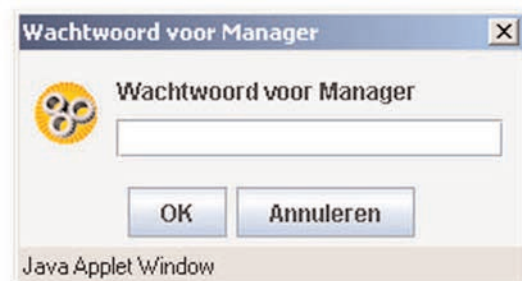 Wachtwoord voor Manager
Wachtwoord voor Manager
OK Annuleren
Java Applet Window